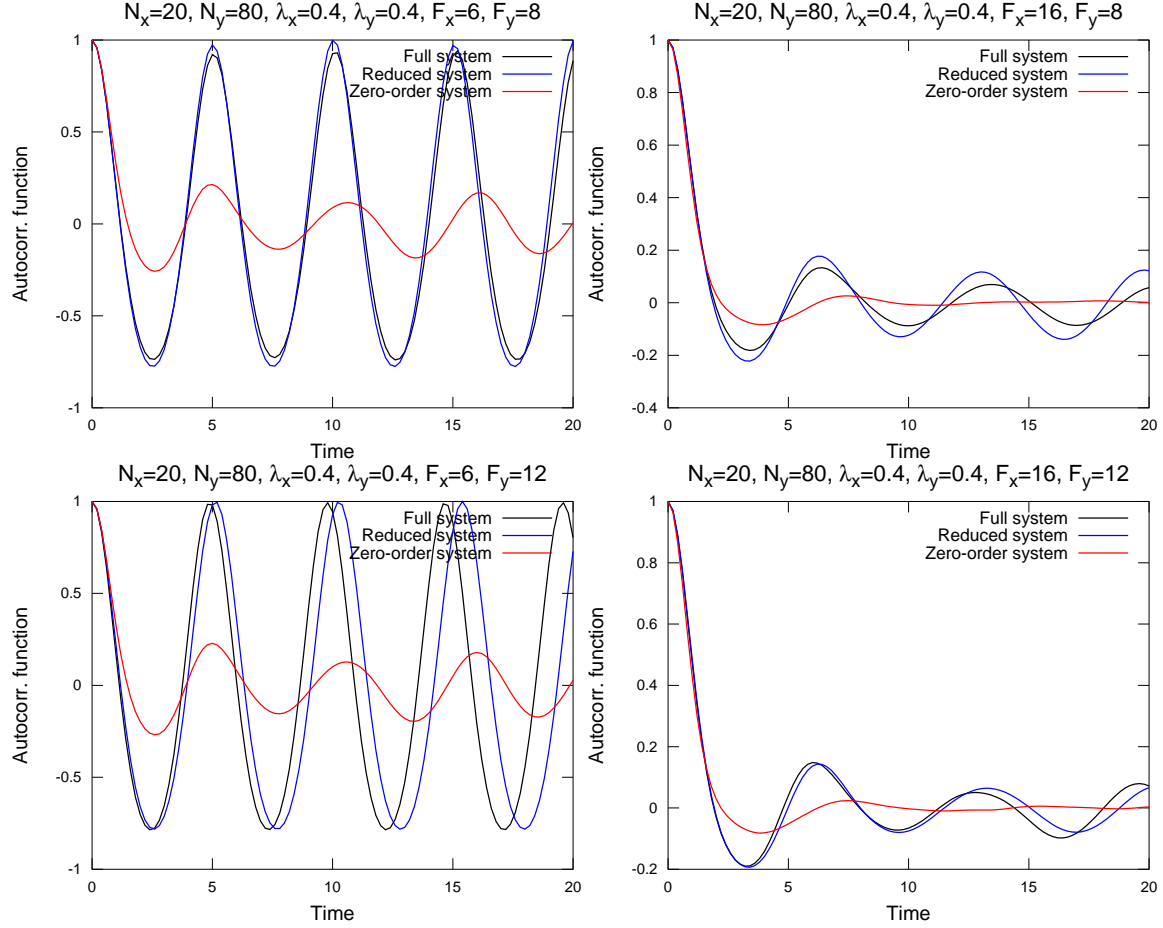 N_x=20, N_y=80, λ_x=0.4, λ_y=0.4, F_x=6, F_y=8
Full system
Reduced system
Zero-order system
1
0.5
0
-0.5
-1
0 5 10 15 20
Autocorr. function
Time
N_x=20, N_y=80, λ_x=0.4, λ_y=0.4, F_x=16, F_y=8
Full system
Reduced system
Zero-order system
1
0.8
0.6
0.4
0.2
0
-0.2
-0.4
0 5 10 15 20
Autocorr. function
Time
N_x=20, N_y=80, λ_x=0.4, λ_y=0.4, F_x=6, F_y=12
Full system
Reduced system
Zero-order system
1
0.5
0
-0.5
-1
0 5 10 15 20
Autocorr. function
Time
N_x=20, N_y=80, λ_x=0.4, λ_y=0.4, F_x=16, F_y=12
Full system
Reduced system
Zero-order system
1
0.8
0.6
0.4
0.2
0
-0.2
0 5 10 15 20
Autocorr. function
Time